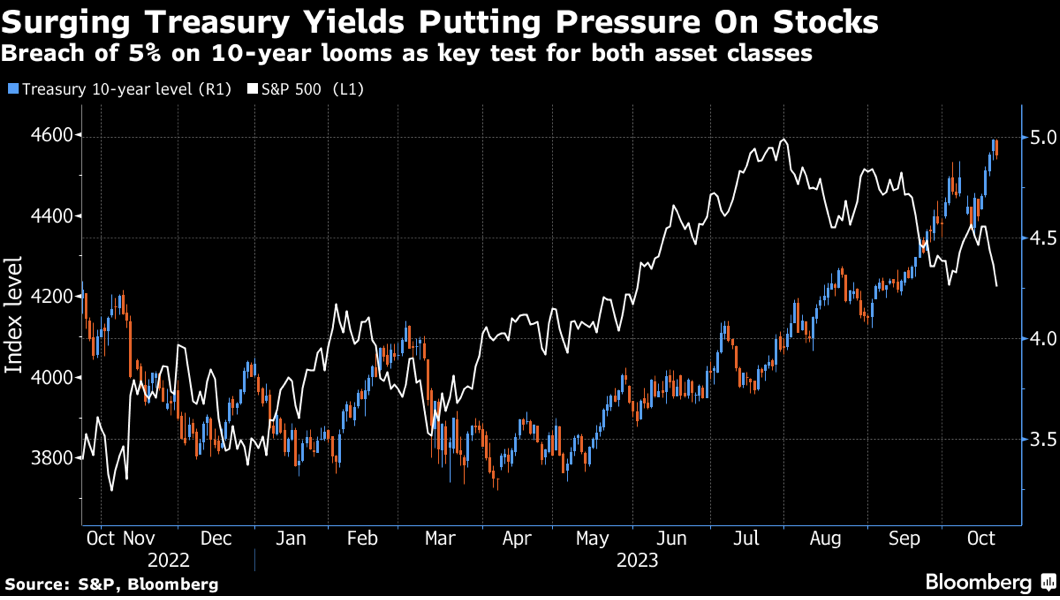 Surging Treasury Yields Putting Pressure On Stocks
Breach of 5% on 10-year looms as key test for both asset classes
Treasury 10-year level (R1) S&P 500 (L1)
Index level
4600
4400
4200
4000
3800
5.0
4.5
4.0
3.5
Oct Nov Dec Jan Feb Mar Apr May Jun Jul Aug Sep Oct
2022 2023
Source: S&P, Bloomberg
Bloomberg